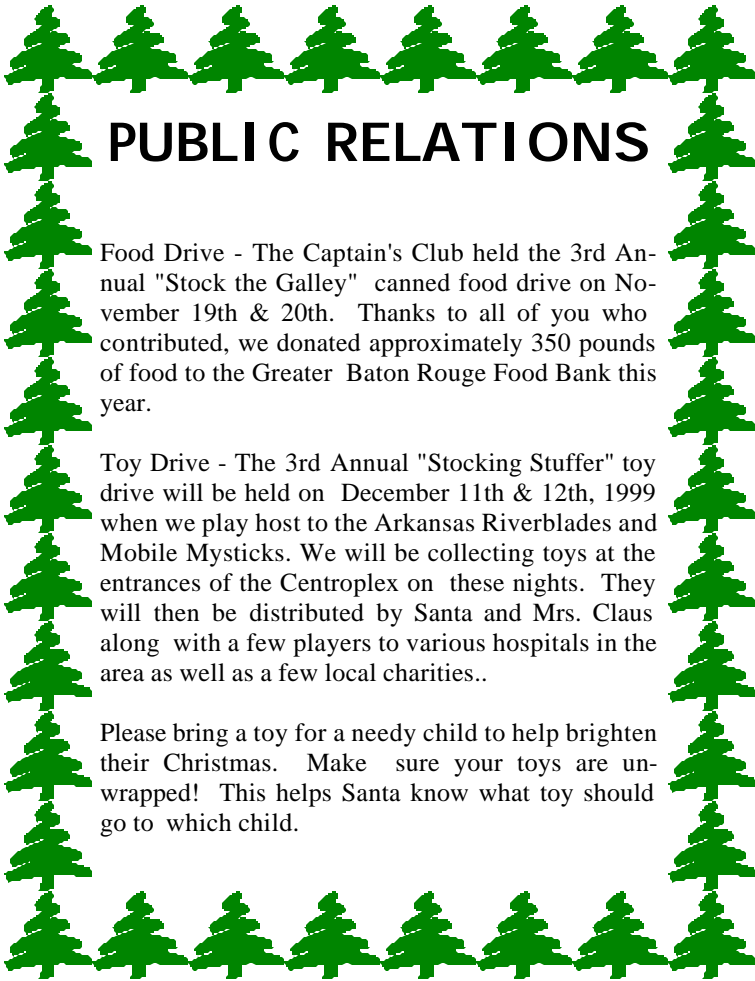 PUBLIC RELATIONS
Food Drive - The Captain's Club held the 3rd An-
nual "Stock the Galley" canned food drive on No-
vember 19th & 20th. Thanks to all of you who
contributed, we donated approximately 350 pounds
of food to the Greater Baton Rouge Food Bank this
year.
Toy Drive - The 3rd Annual "Stocking Stuffer" toy
drive will be held on December 11th & 12th, 1999
when we play host to the Arkansas Riverblades and
Mobile Mysticks. We will be collecting toys at the
entrances of the Centroplex on these nights. They
will then be distributed by Santa and Mrs. Claus
along with a few players to various hospitals in the
area as well as a few local charities..
Please bring a toy for a needy child to help brighten
their Christmas. Make sure your toys are un-
wrapped! This helps Santa know what toy should
go to which child.